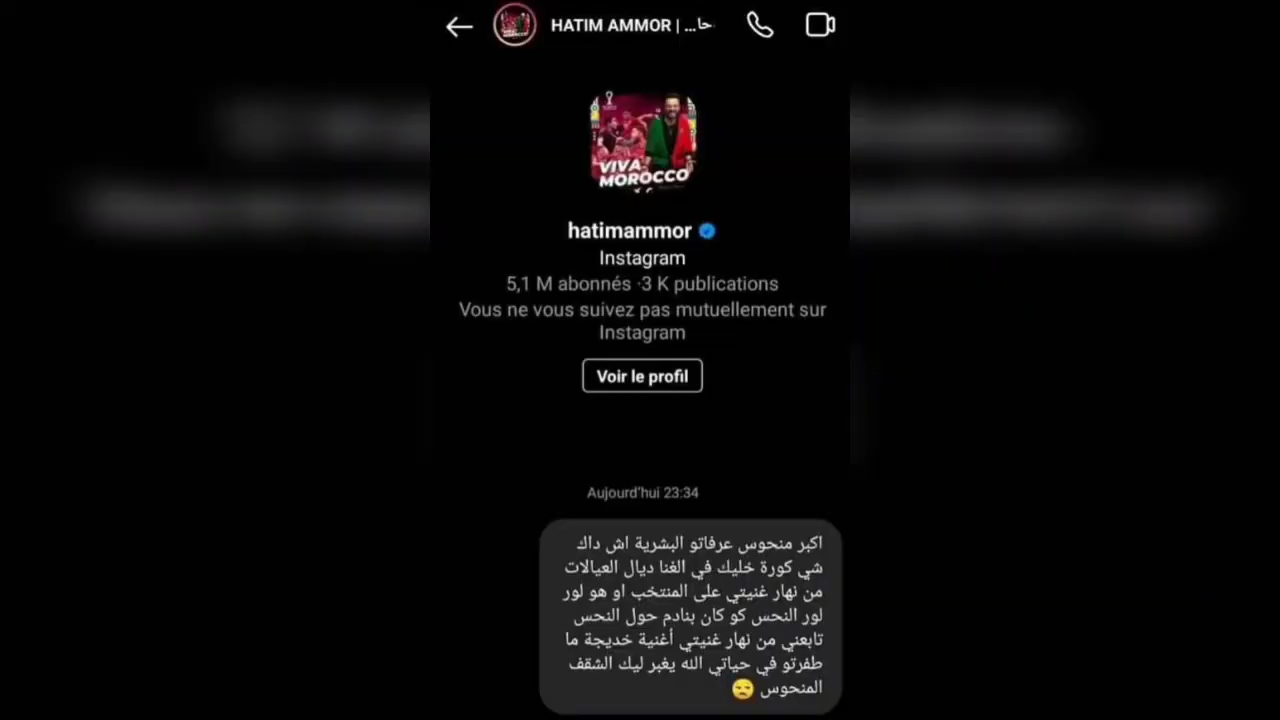 HATIM AMMOR | حا...
VIVA
MOROCCO
hatimammor
Instagram
5,1 M abonnés ·3 K publications
Vous ne vous suivez pas mutuellement sur
Instagram
Voir le profil
Aujourd'hui 23:34
اكبر منحوس عرفاتو البشرية اش داك
شي كورة خليك في الغنا ديال العيالات
من نهار غنيتي على المنتخب او هو لور
لور النحس كو كان بنادم حول النحس
تابعني من نهار غنيتي أغنية خديجة ما
طفرتو في حياتي الله يغبر ليك الشقف
المنحوس 😒